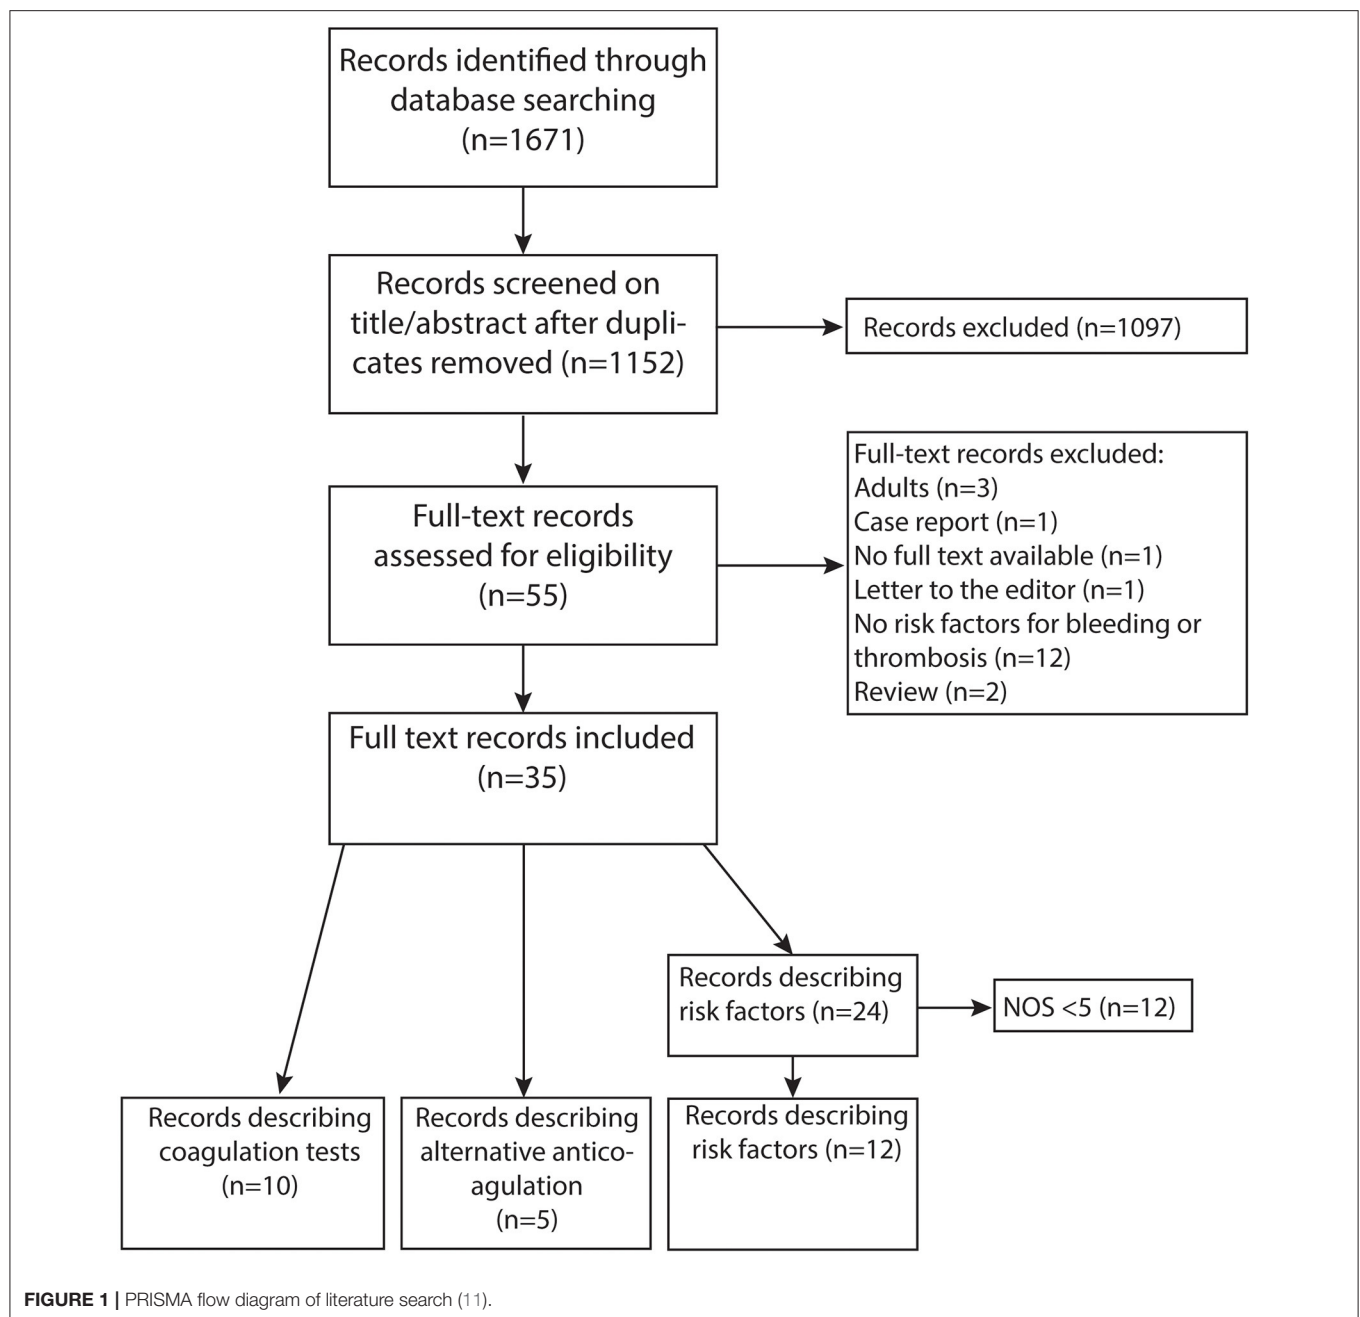 Records identified through
database searching
(n=1671)
Records screened on
title/abstract after dupli-
cates removed (n=1152)
Records excluded (n=1097)
Full-text records
assessed for eligibility
(n=55)
Full-text records excluded:
Adults (n=3)
Case report (n=1)
No full text available (n=1)
Letter to the editor (n=1)
No risk factors for bleeding or
thrombosis (n=12)
Review (n=2)
Full text records included
(n=35)
Records describing
risk factors (n=24)
NOS <5 (n=12)
Records describing
coagulation tests
(n=10)
Records describing
alternative antico-
agulation
(n=5)
Records describing
risk factors (n=12)
FIGURE 1 | PRISMA flow diagram of literature search (11).